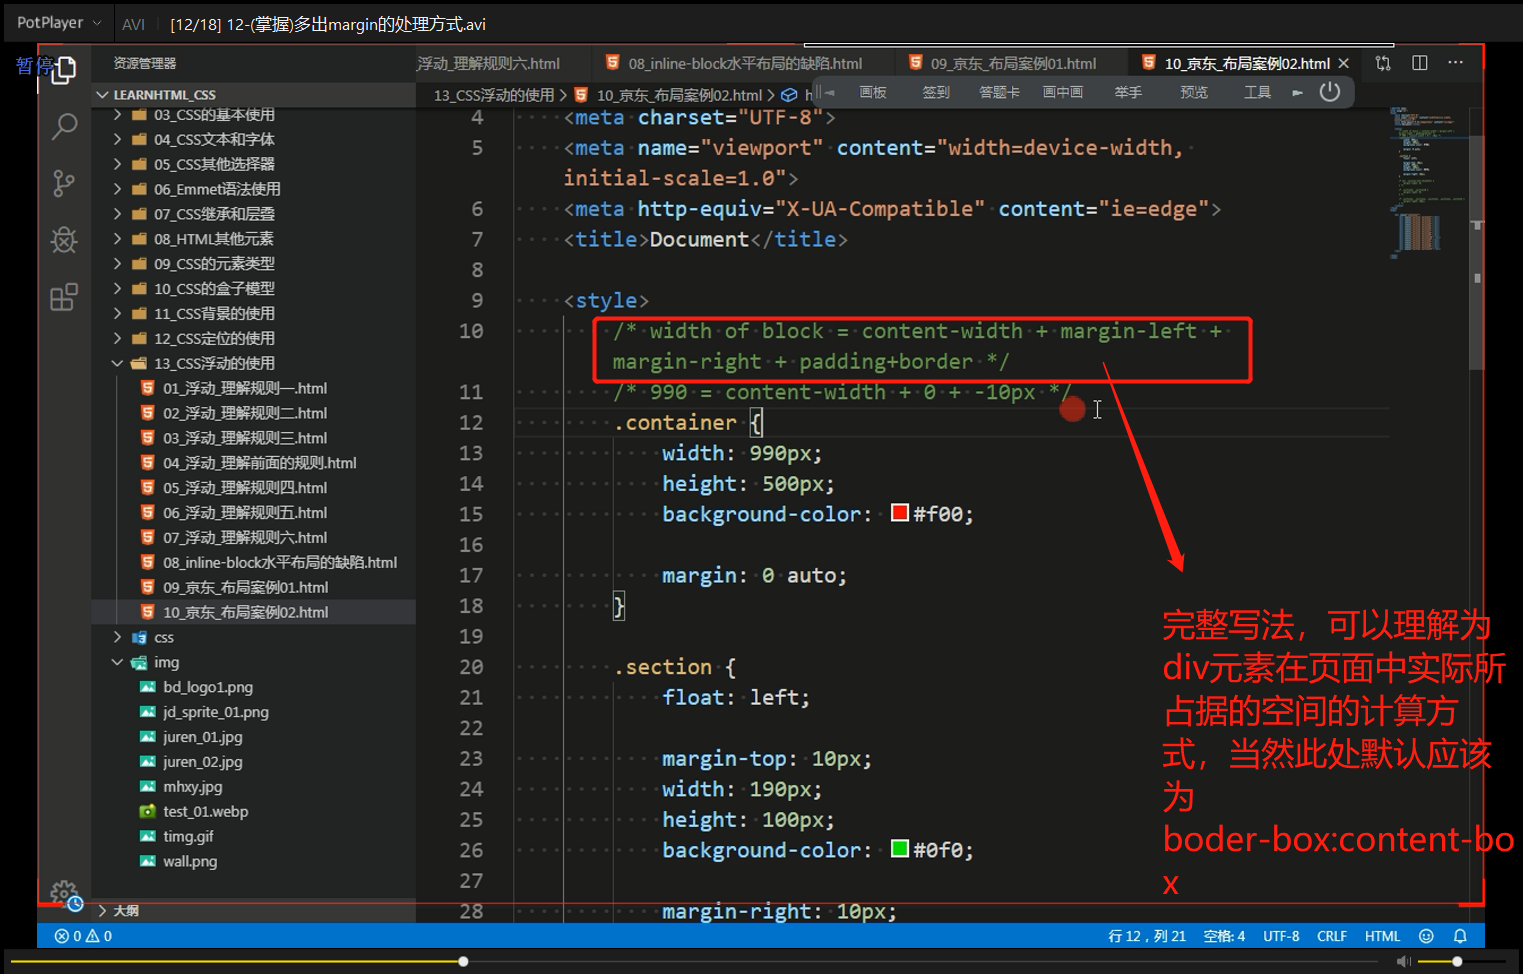 PotPlayer
AVI
[12/18] 12-(掌握)多出margin的处理方式.avi
暂停
资源管理器
浮动_理解规则六.html
08_inline-block水平布局的缺陷.html
09_京东_布局案例01.html
10_京东_布局案例02.html
LEARNHTML_CSS
13_CSS浮动的使用 > 10_京东_布局案例02.html > h
画板 签到 答题卡 画中画 举手 预览 工具
03_CSS的基本使用
04_CSS文本和字体
05_CSS其他选择器
06_Emmet语法使用
07_CSS继承和层叠
08_HTML其他元素
09_CSS的元素类型
10_CSS的盒子模型
11_CSS背景的使用
12_CSS定位的使用
13_CSS浮动的使用
01_浮动_理解规则一.html
02_浮动_理解规则二.html
03_浮动_理解规则三.html
04_浮动_理解前面的规则.html
05_浮动_理解规则四.html
06_浮动_理解规则五.html
07_浮动_理解规则六.html
08_inline-block水平布局的缺陷.html
09_京东_布局案例01.html
10_京东_布局案例02.html
css
img
bd_logo1.png
jd_sprite_01.png
juren_01.jpg
juren_02.jpg
mhxy.jpg
test_01.webp
timg.gif
wall.png
大纲
4 <meta charset="UTF-8">
5 <meta name="viewport" content="width=device-width,
initial-scale=1.0">
6 <meta http-equiv="X-UA-Compatible" content="ie=edge">
7 <title>Document</title>
8
9 <style>
10 /* width of block = content-width + margin-left +
margin-right + padding+border */
11 /* 990 = content-width + 0 + -10px */
12 .container {
13 width: 990px;
14 height: 500px;
15 background-color: #f00;
16
17 margin: 0 auto;
18 }
19
20 .section {
21 float: left;
22
23 margin-top: 10px;
24 width: 190px;
25 height: 100px;
26 background-color: #0f0;
27
28 margin-right: 10px;
完整写法，可以理解为
div元素在页面中实际所
占据的空间的计算方
式，当然此处默认应该
为
boder-box:content-bo
x
0 0
行 12，列 21 空格: 4 UTF-8 CRLF HTML